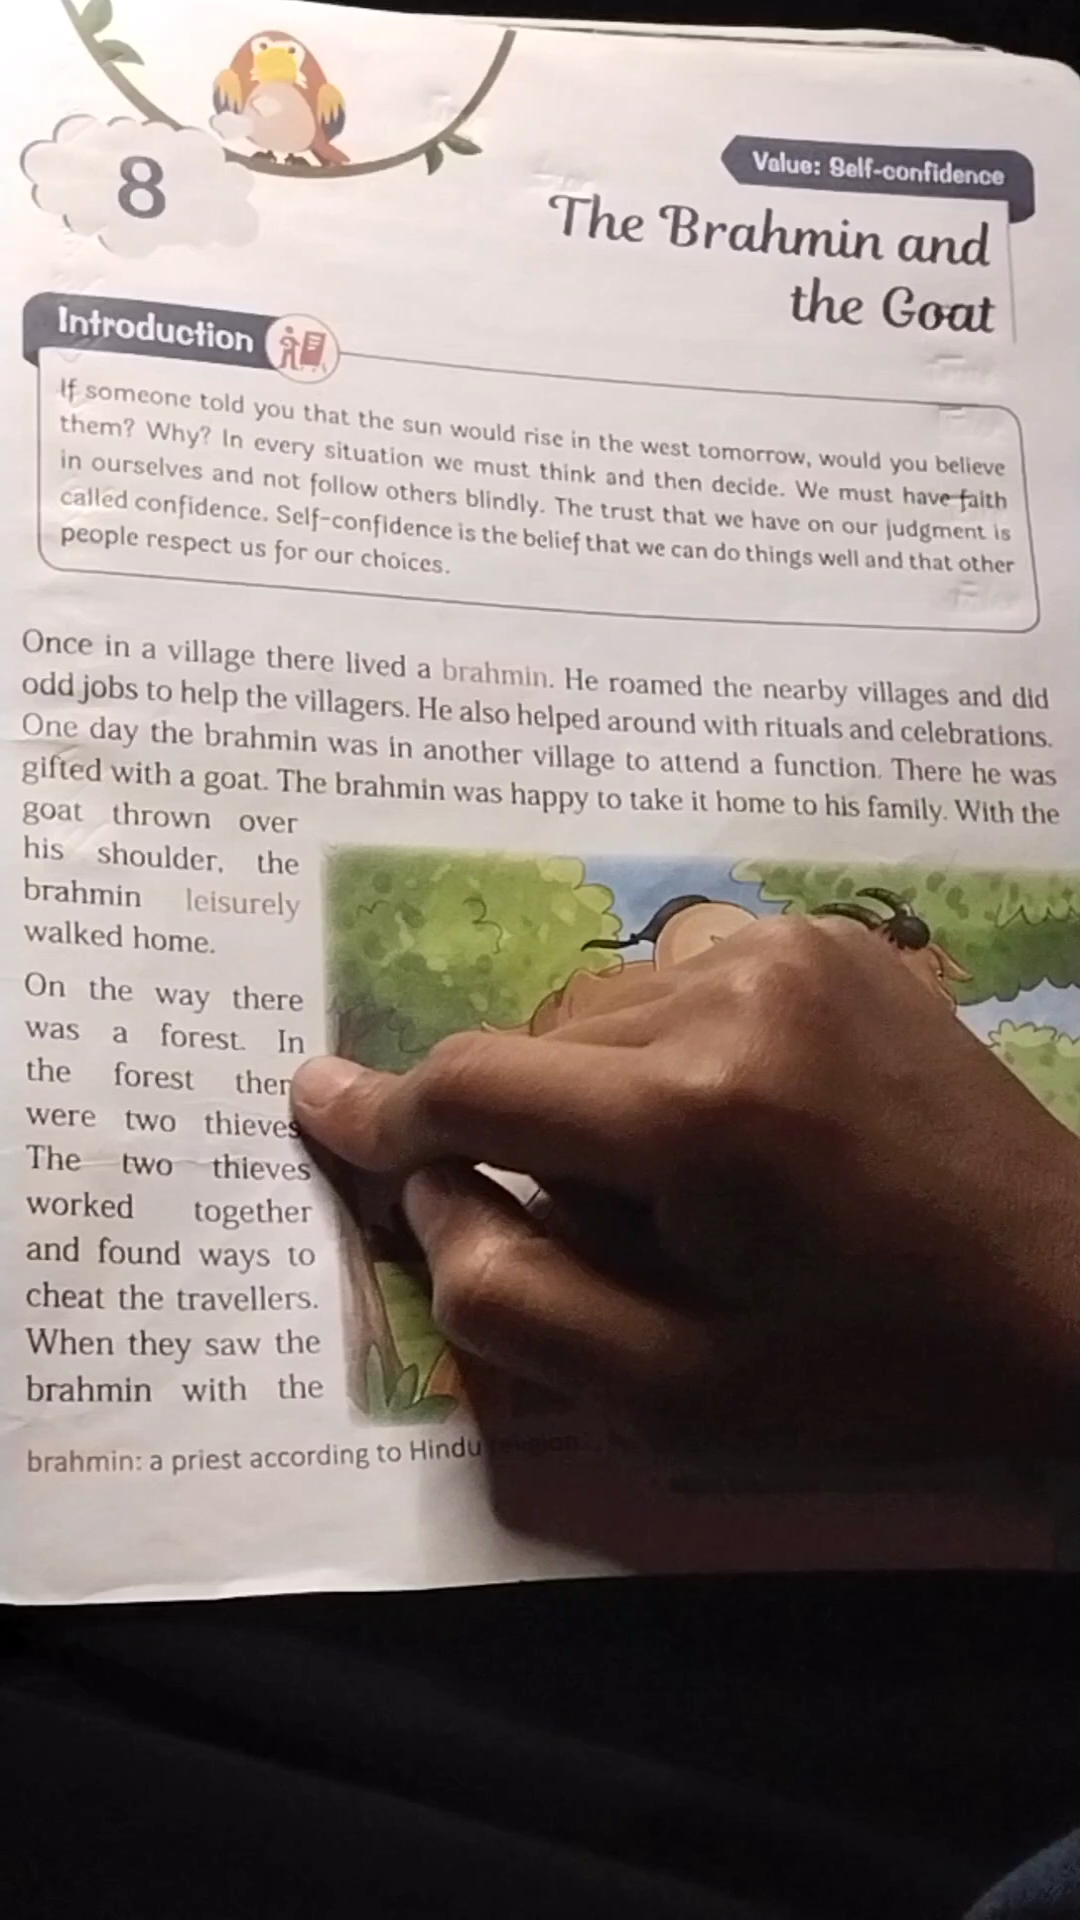 8
Value: Self-confidence
The Brahmin and
the Goat
Introduction
If someone told you that the sun would rise in the west tomorrow, would you believe
them? Why? In every situation we must think and then decide. We must have faith
in ourselves and not follow others blindly. The trust that we have on our judgment is
called confidence. Self-confidence is the belief that we can do things well and that other
people respect us for our choices.
Once in a village there lived a brahmin. He roamed the nearby villages and did
odd jobs to help the villagers. He also helped around with rituals and celebrations.
One day the brahmin was in another village to attend a function. There he was
gifted with a goat. The brahmin was happy to take it home to his family. With the
goat thrown over
his shoulder, the
brahmin leisurely
walked home.
On the way there
was a forest. In
the forest
were two thieves
The two thieves
worked together
and found ways to
cheat the travellers.
When they saw the
brahmin with the
brahmin: a priest according to Hindu